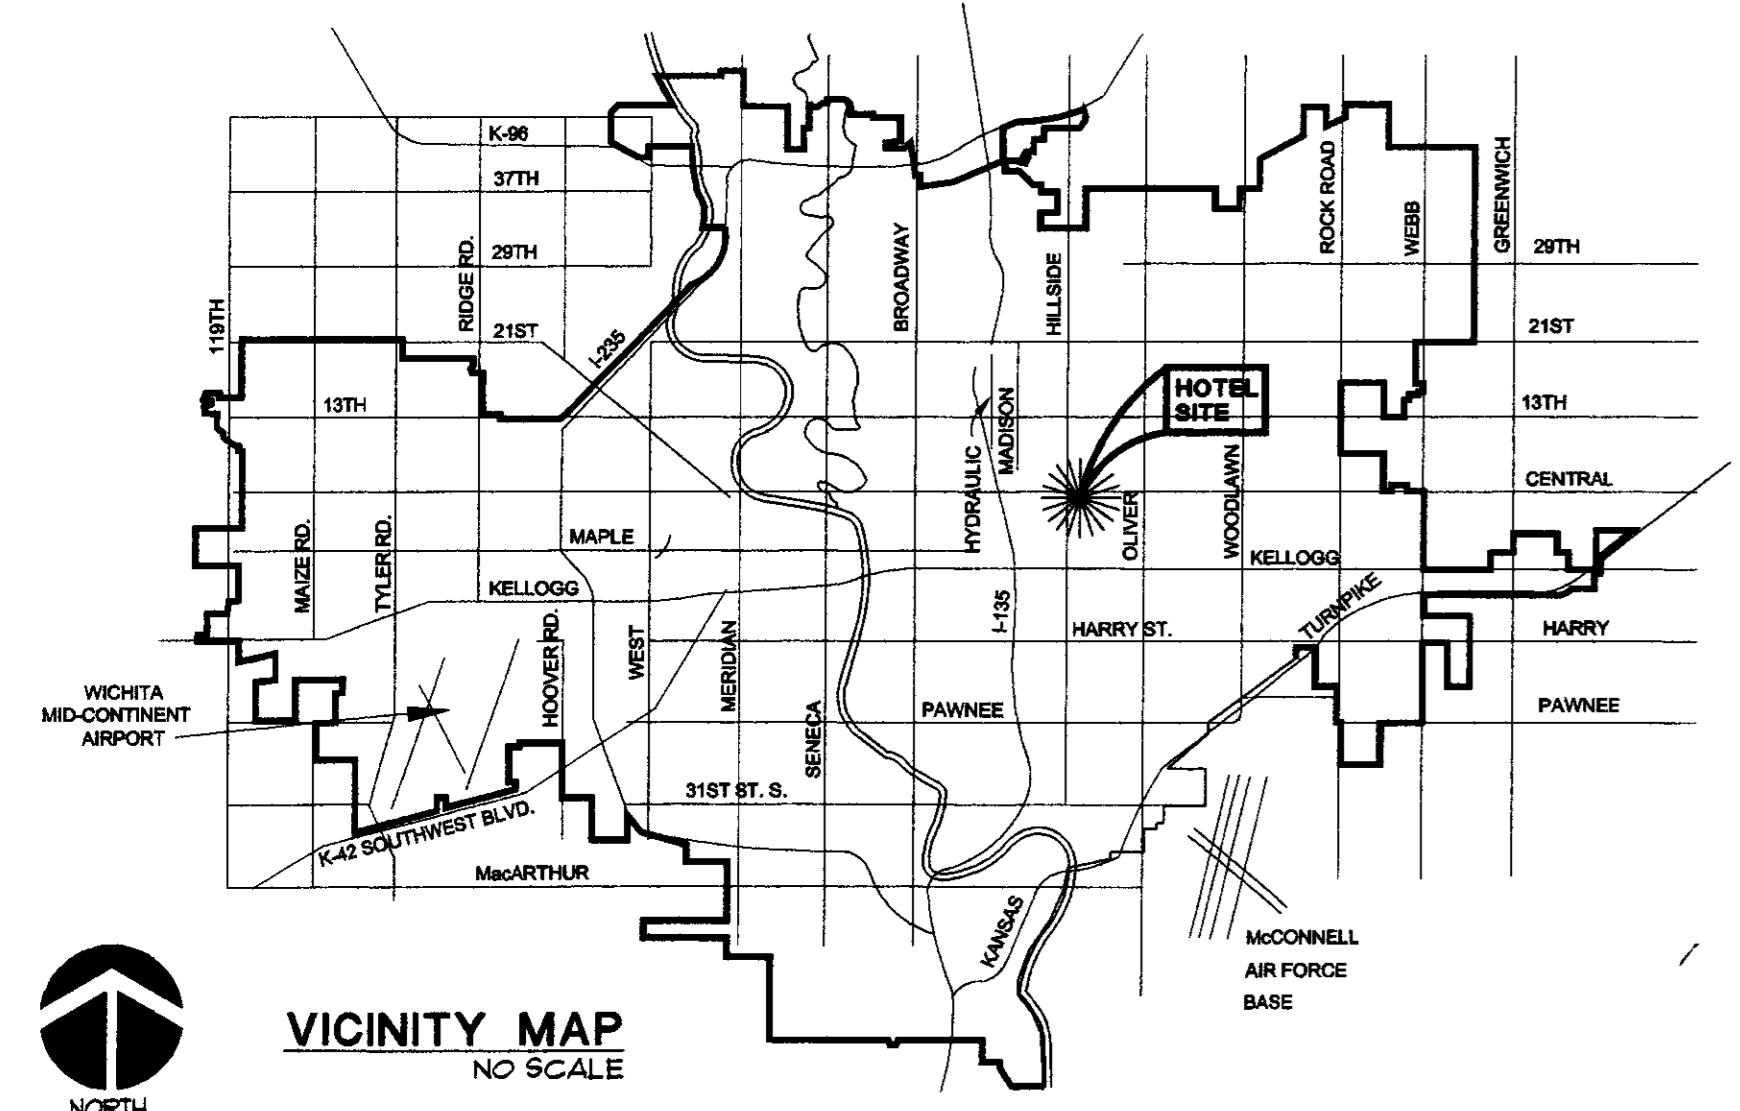 K-96
37TH
29TH
RIDGE RD.
21ST
119TH
I-235
13TH
BROADWAY
HILLSIDE
ROCK ROAD
WEBB
GREENWICH
29TH
21ST
HOTEL
SITE
13TH
MADISON
HYDRAULIC
OLIVER
WOODLAWN
CENTRAL
MAIZE RD.
TYLER RD.
MAPLE
KELLOGG
KELLOGG
TURNPIKE
I-135
HARRY ST.
HARRY
HOOVER RD.
WEST
MERIDIAN
SENECA
PAWNEE
PAWNEE
WICHITA
MID-CONTINENT
AIRPORT
31ST ST. S.
K-42 SOUTHWEST BLVD.
MacARTHUR
KANSAS
McCONNELL
AIR FORCE
BASE
VICINITY MAP
NO SCALE
NORTH